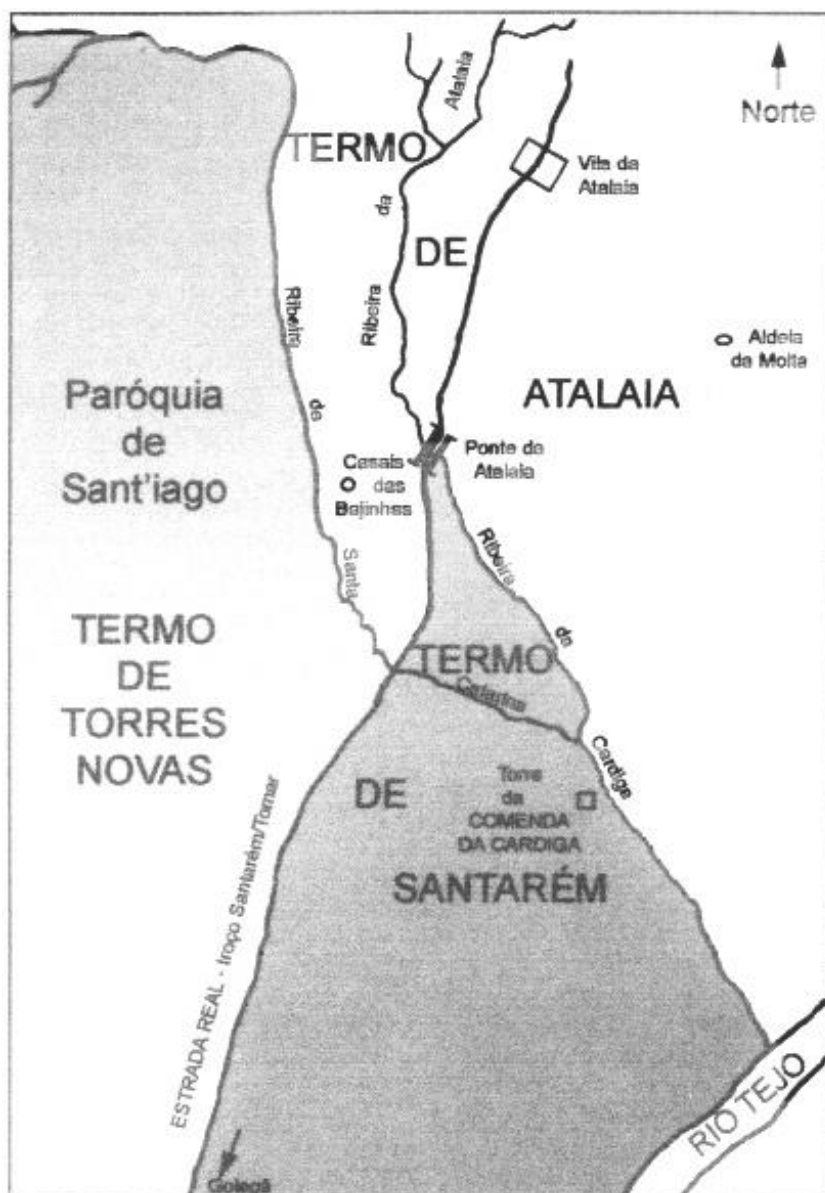 Norte
Atalaia
TERMO
da
Ribeira
Vila da
Atalaia
DE
Ribeira
de
Santa
Catarina
Aldeia
da Moita
ATALAIA
Paróquia
de
Sant'iago
Ponte da
Atalaia
Casais
das
Bajinhas
Ribeira
da
Cardiga
TERMO
DE
TORRES
NOVAS
TERMO
DE
SANTARÉM
Torre
da
COMENDA
DA CARDIGA
ESTRADA REAL - troço Santarém/Tomar
RIO TEJO
Golegã